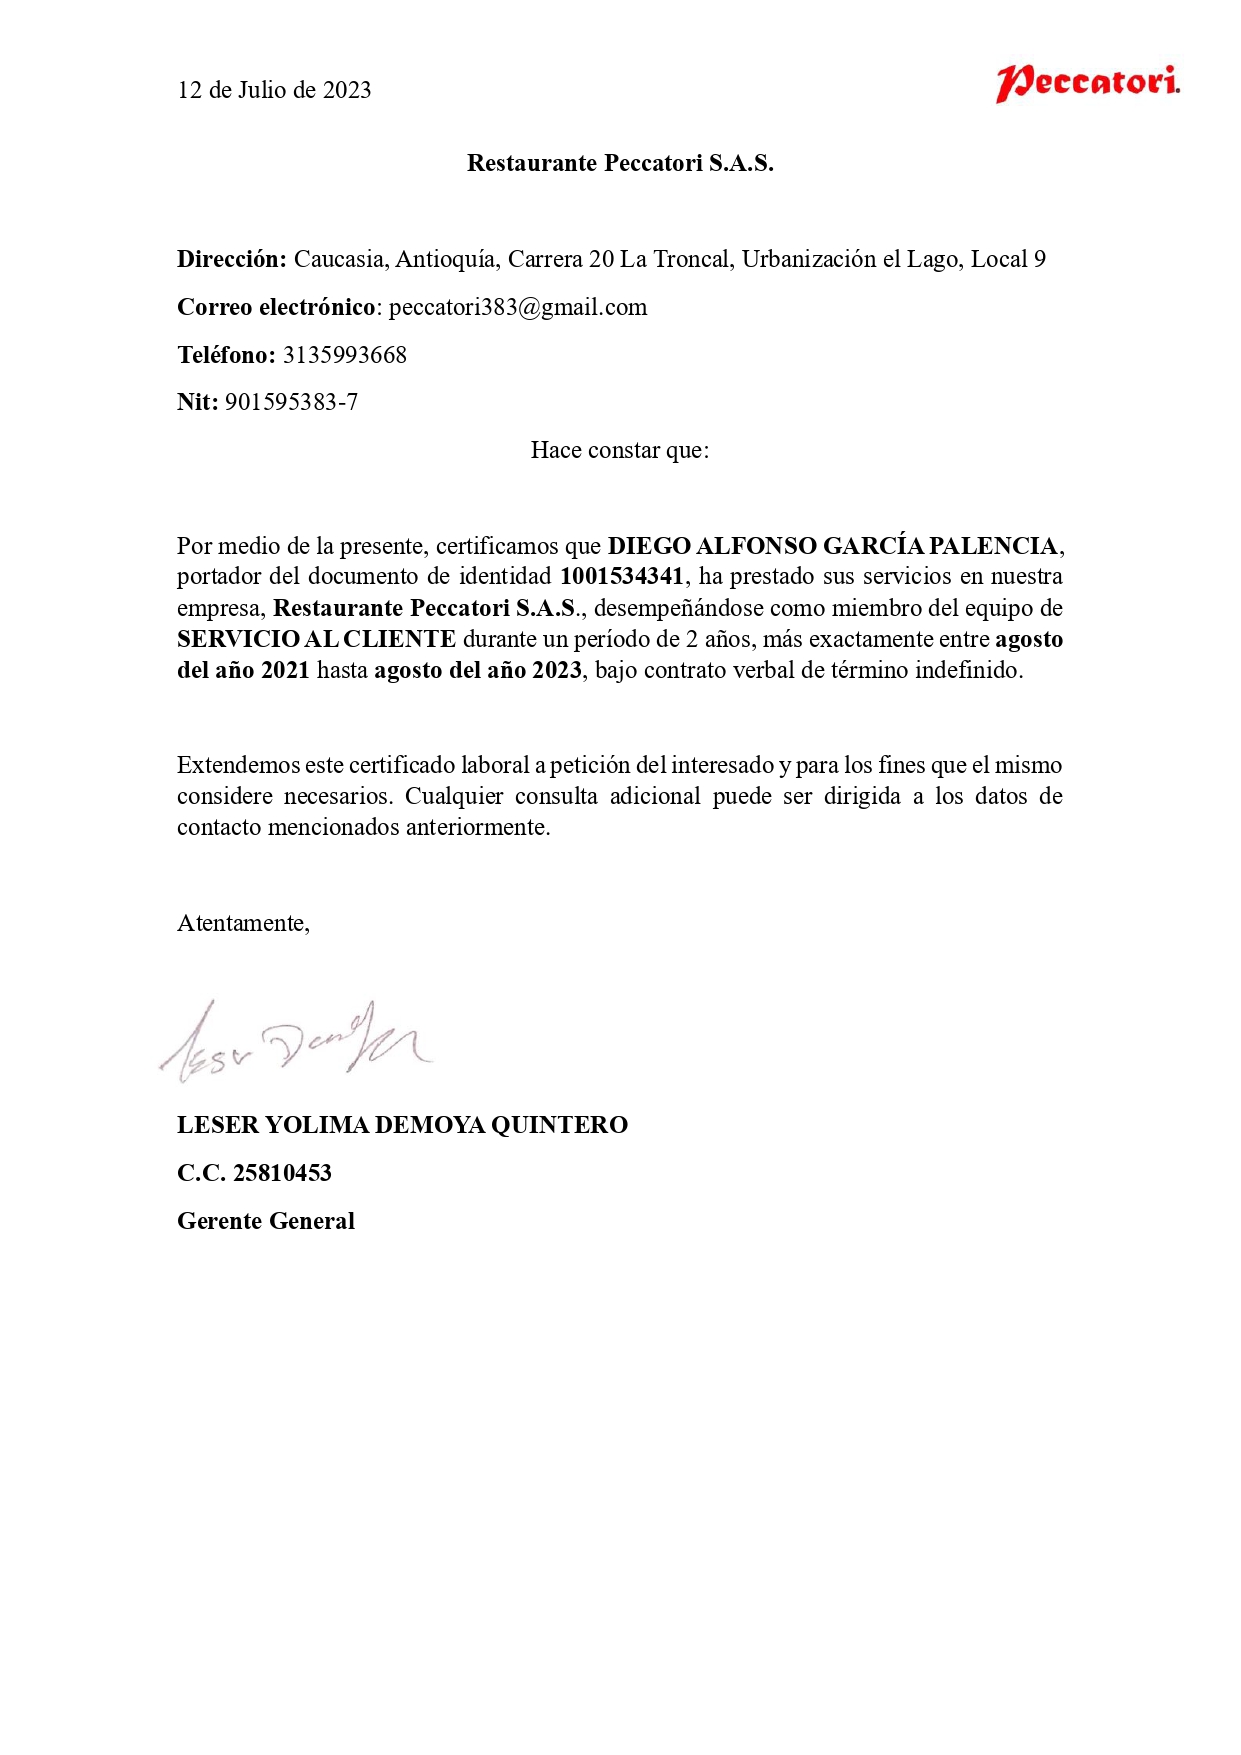 12 de Julio de 2023
Peccatori.
Restaurante Peccatori S.A.S.
Dirección: Caucasia, Antioquía, Carrera 20 La Troncal, Urbanización el Lago, Local 9
Correo electrónico: peccatori383@gmail.com
Teléfono: 3135993668
Nit: 901595383-7
Hace constar que:
Por medio de la presente, certificamos que DIEGO ALFONSO GARCÍA PALENCIA,
portador del documento de identidad 1001534341, ha prestado sus servicios en nuestra
empresa, Restaurante Peccatori S.A.S., desempeñándose como miembro del equipo de
SERVICIO AL CLIENTE durante un período de 2 años, más exactamente entre agosto
del año 2021 hasta agosto del año 2023, bajo contrato verbal de término indefinido.
Extendemos este certificado laboral a petición del interesado y para los fines que el mismo
considere necesarios. Cualquier consulta adicional puede ser dirigida a los datos de
contacto mencionados anteriormente.
Atentamente,
Leser Demoya
LESER YOLIMA DEMOYA QUINTERO
C.C. 25810453
Gerente General